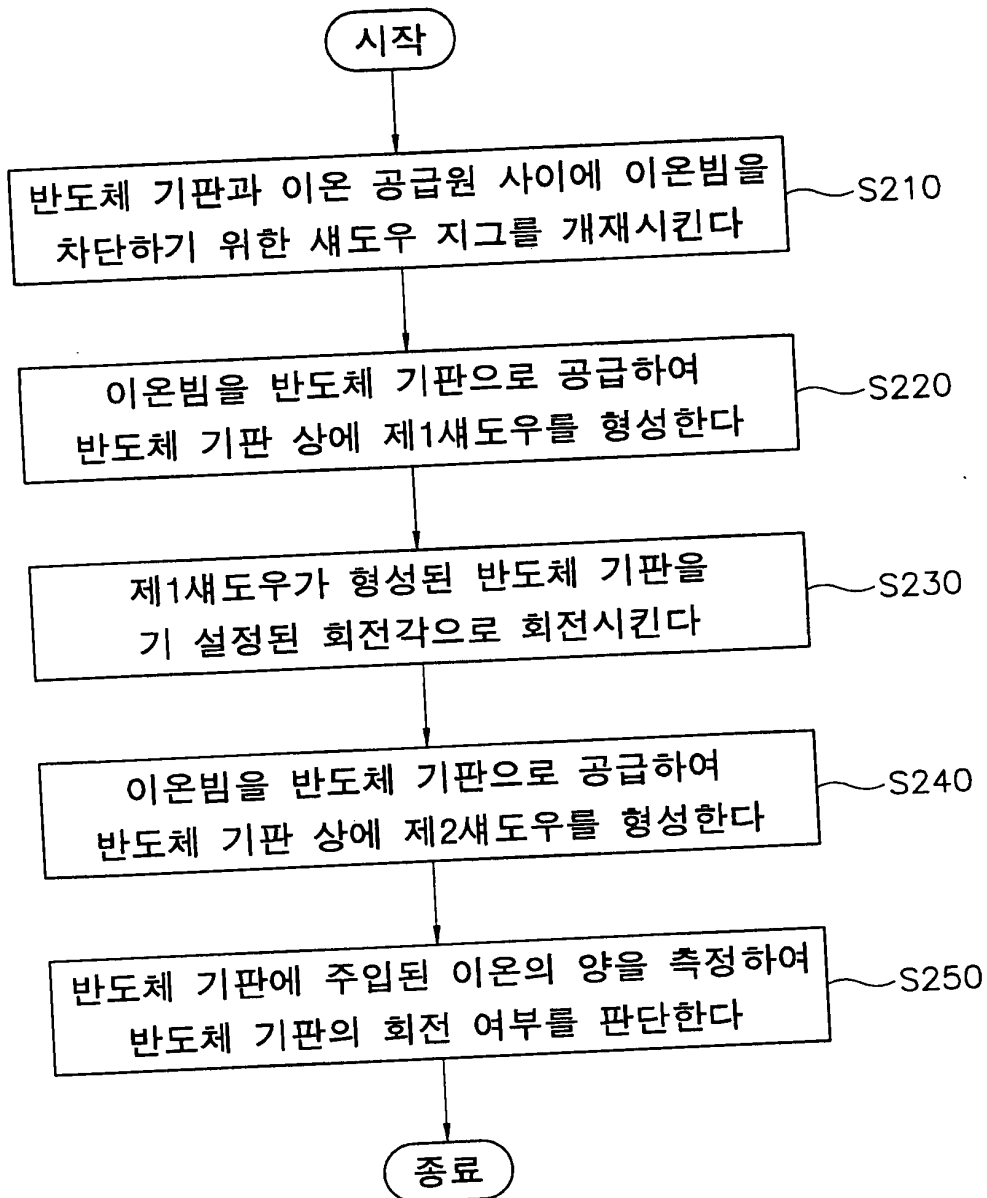 시작
반도체 기판과 이온 공급원 사이에 이온빔을
차단하기 위한 섀도우 지그를 개재시킨다
S210
이온빔을 반도체 기판으로 공급하여
반도체 기판 상에 제1섀도우를 형성한다
S220
제1섀도우가 형성된 반도체 기판을
기 설정된 회전각으로 회전시킨다
S230
이온빔을 반도체 기판으로 공급하여
반도체 기판 상에 제2섀도우를 형성한다
S240
반도체 기판에 주입된 이온의 양을 측정하여
반도체 기판의 회전 여부를 판단한다
S250
종료